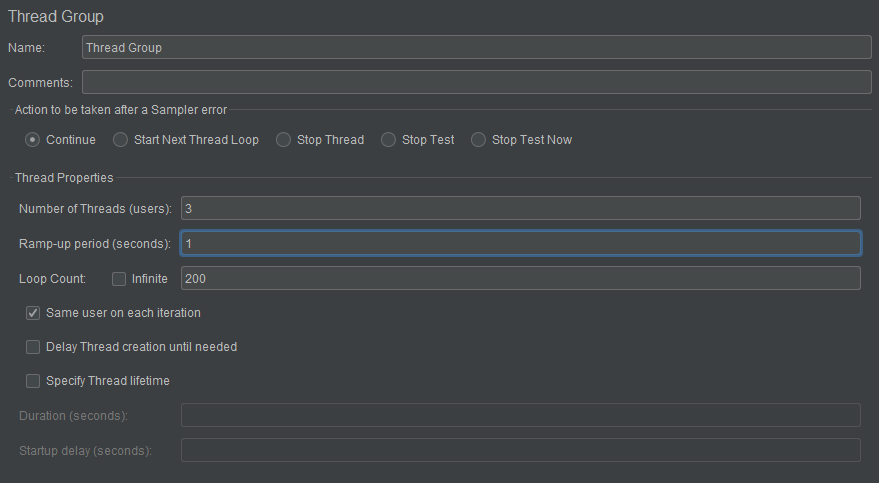 Thread Group
Name: Thread Group
Comments:
Action to be taken after a Sampler error
Continue Start Next Thread Loop Stop Thread Stop Test Stop Test Now
Thread Properties
Number of Threads (users): 3
Ramp-up period (seconds): 1
Loop Count: Infinite 200
Same user on each iteration
Delay Thread creation until needed
Specify Thread lifetime
Duration (seconds):
Startup delay (seconds):